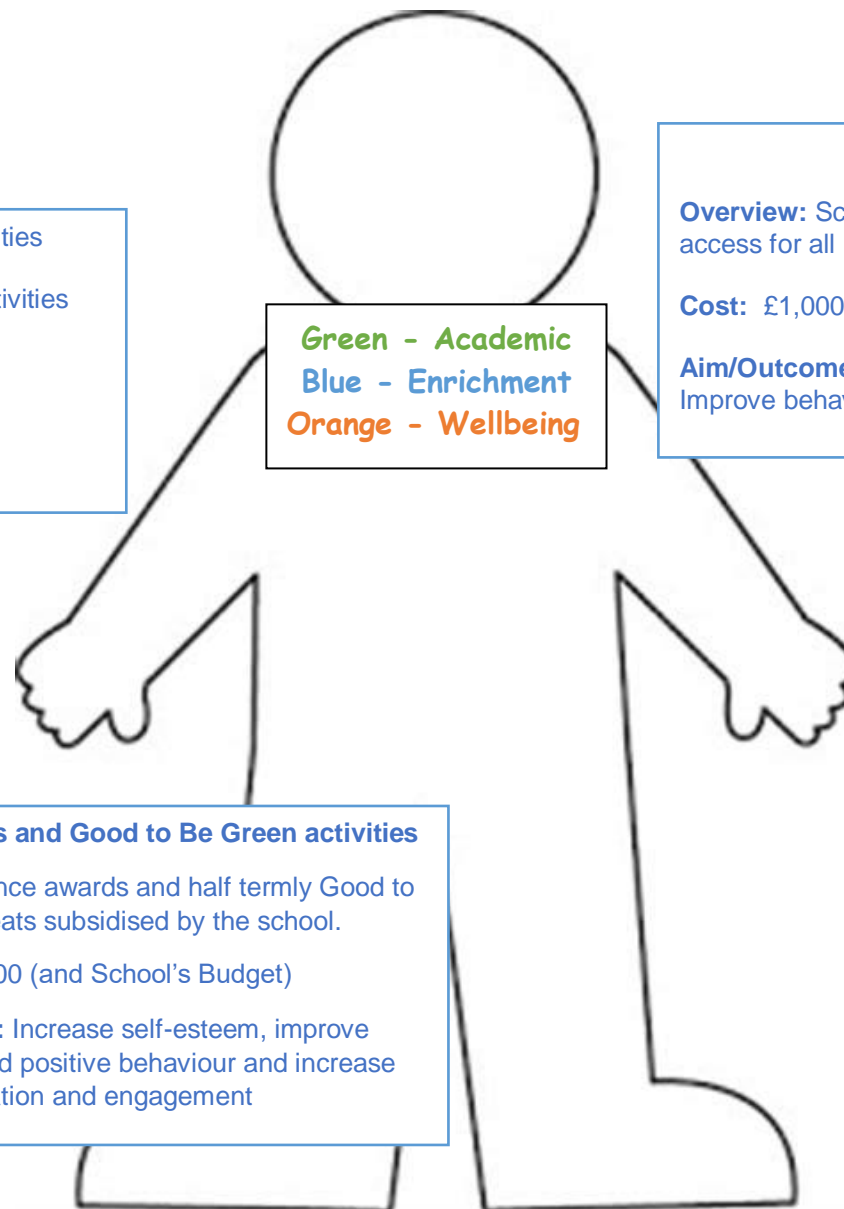 ties
tivities
Green - Academic
Blue - Enrichment
Orange - Wellbeing
Overview: Sc
access for all
Cost: £1,000
Aim/Outcome
Improve behav
s and Good to Be Green activities
nce awards and half termly Good to
ats subsidised by the school.
00 (and School's Budget)
: Increase self-esteem, improve
d positive behaviour and increase
tion and engagement